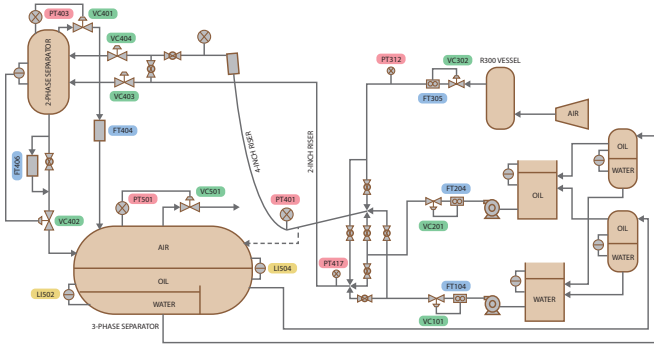 PT403
VC401
VC404
2-PHASE SEPARATOR
VC403
FT404
FT406
VC402
4-INCH RISER
2-INCH RISER
PT312
VC302
R300 VESSEL
FT305
AIR
OIL
WATER
PT501
VC501
PT401
FT204
OIL
VC201
OIL
WATER
AIR
OIL
WATER
LI504
LI502
3-PHASE SEPARATOR
PT417
FT104
VC101
WATER